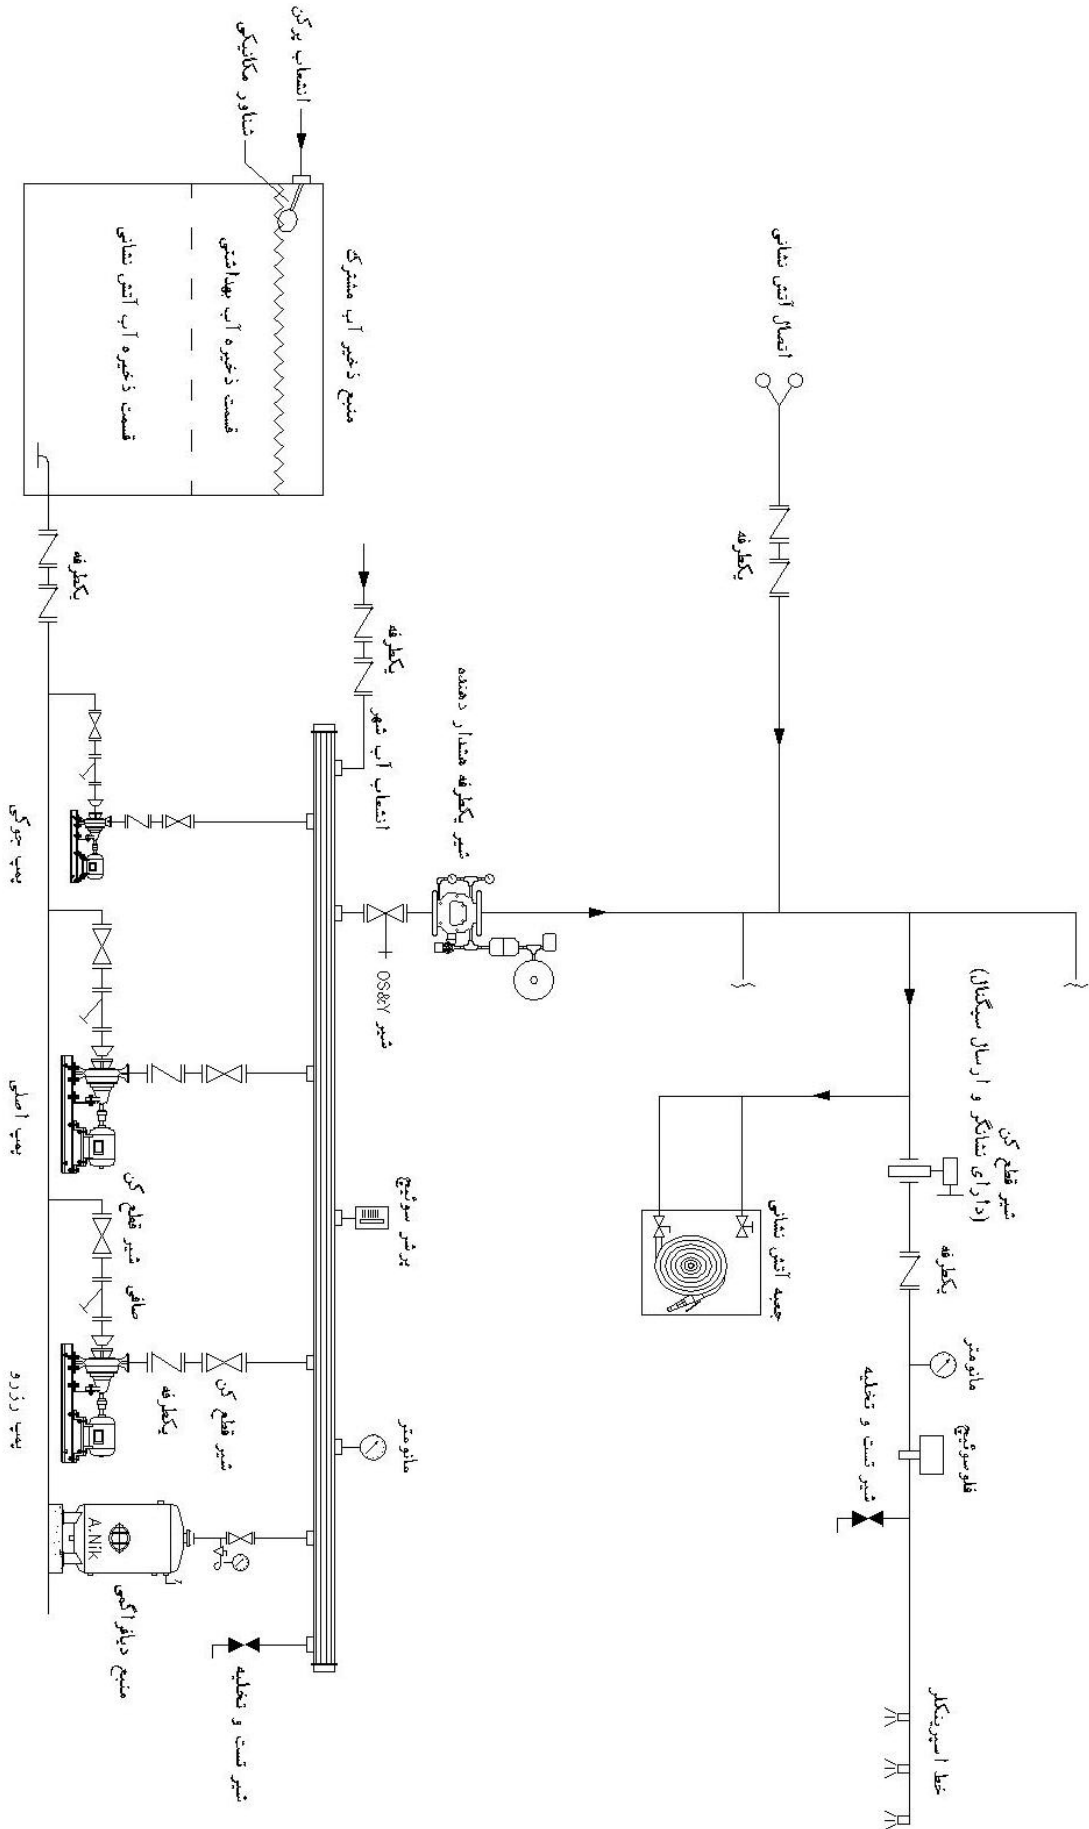 انشعاب پرکن
شناور مکانیکی
منبع ذخیر آب مشترک
قسمت ذخیره آب بهداشتی
قسمت ذخیره آب آتش نشانی
یکطرفه
اتصال آتش نشانی
یکطرفه
یکطرفه
انشعاب آب شهر
شیر یکطرفه هشدار دهنده
شیر OS&Y
پمپ جوکی
پمپ اصلی
شیر قطع کن
صافی
پمپ رزرو
یکطرفه
شیر قطع کن
پرشر سوئیچ
مانومتر
A.Nik
منبع دیافراگمی
شیر تست و تخلیه
شیر قطع کن
(دارای نشانگر و ارسال سیگنال)
جعبه آتش نشانی
یکطرفه
مانومتر
فلوسوئیچ
شیر تست و تخلیه
خط اسپرینکلر